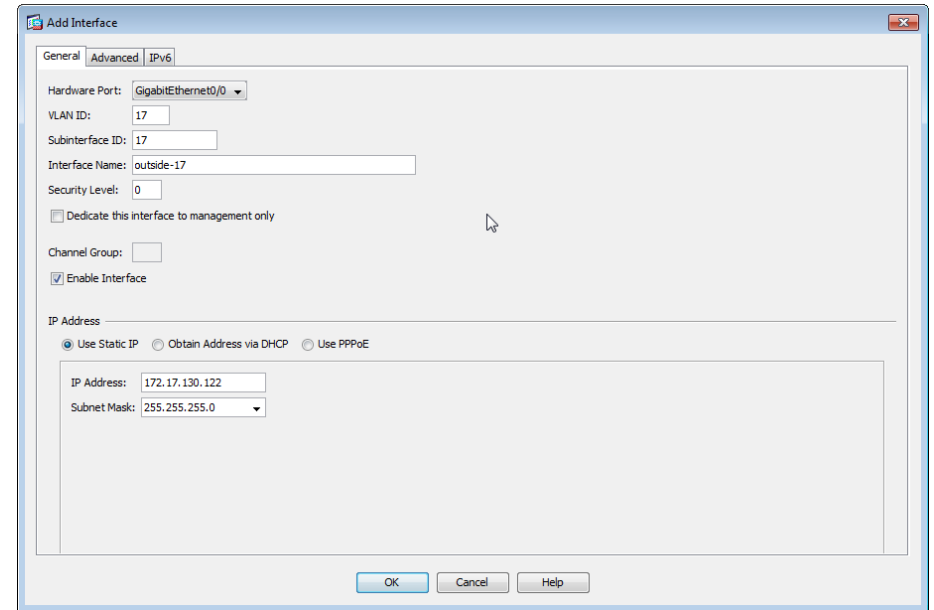 Add Interface
General Advanced IPv6
Hardware Port: GigabitEthernet0/0
VLAN ID: 17
Subinterface ID: 17
Interface Name: outside-17
Security Level: 0
Dedicate this interface to management only
Channel Group:
Enable Interface
IP Address
Use Static IP Obtain Address via DHCP Use PPPoE
IP Address: 172.17.130.122
Subnet Mask: 255.255.255.0
OK Cancel Help